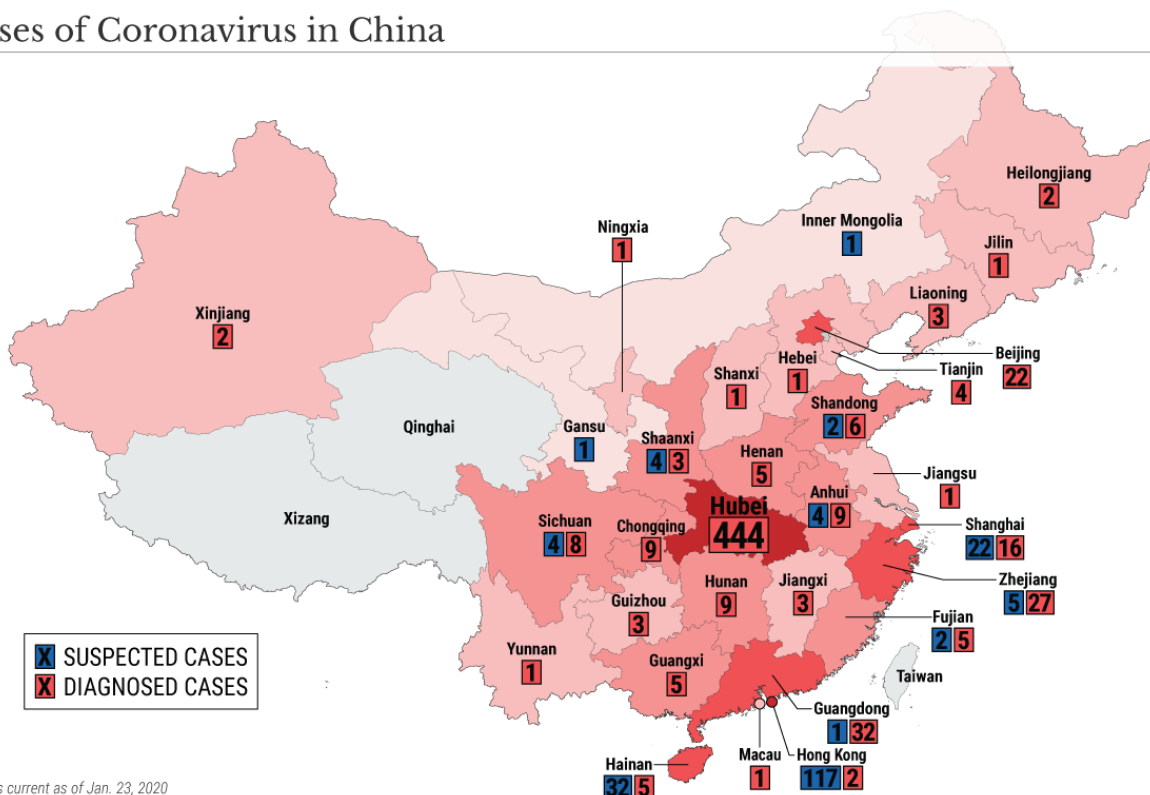 ses of Coronavirus in China
Heilongjiang
2
Inner Mongolia
1
Ningxia
1
Jilin
1
Liaoning
3
Xinjiang
2
Beijing
22
Hebei
1
Tianjin
4
Shanxi
1
Shandong
2 6
Qinghai
Gansu
1
Shaanxi
4 3
Henan
5
Jiangsu
1
Anhui
4 9
Hubei
444
Xizang
Sichuan
4 8
Chongqing
9
Shanghai
22 16
Zhejiang
5 27
Hunan
9
Jiangxi
3
Guizhou
3
Fujian
2 5
Yunnan
1
Guangxi
5
Taiwan
X SUSPECTED CASES
X DIAGNOSED CASES
Guangdong
1 32
Macau
1
Hong Kong
117 2
Hainan
32 5
s current as of Jan. 23, 2020